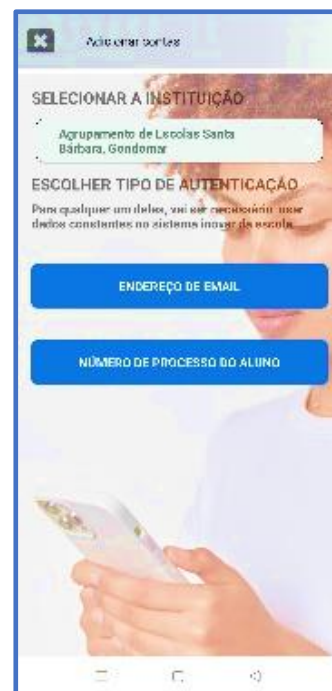 Adicionar contas
SELECIONAR A INSTITUIÇÃO
Agrupamento de Escolas Santa
Bárbara, Gondomar
ESCOLHER TIPO DE AUTENTICAÇÃO
Para qualquer um deles, vai ser necessário usar
dados constantes no sistema inovar da escola.
ENDEREÇO DE EMAIL
NÚMERO DE PROCESSO DO ALUNO